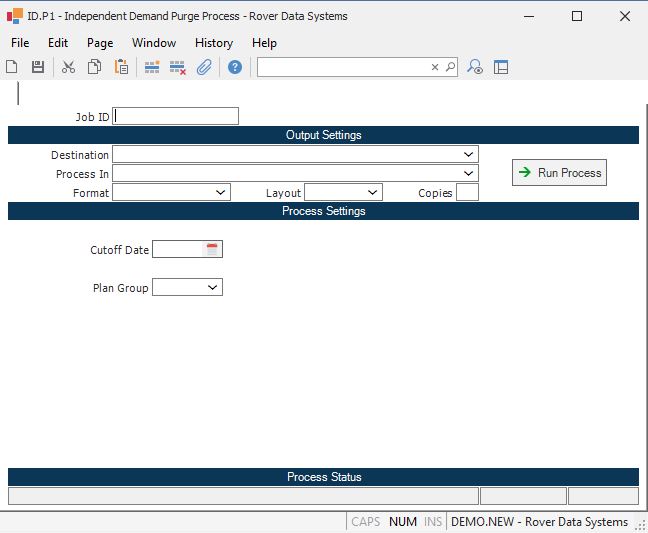 ID.P1 - Independent Demand Purge Process - Rover Data Systems
File Edit Page Window History Help
Job ID
Output Settings
Destination
Process In
Run Process
Format Layout Copies
Process Settings
Cutoff Date
Plan Group
Process Status
CAPS NUM INS DEMO.NEW - Rover Data Systems